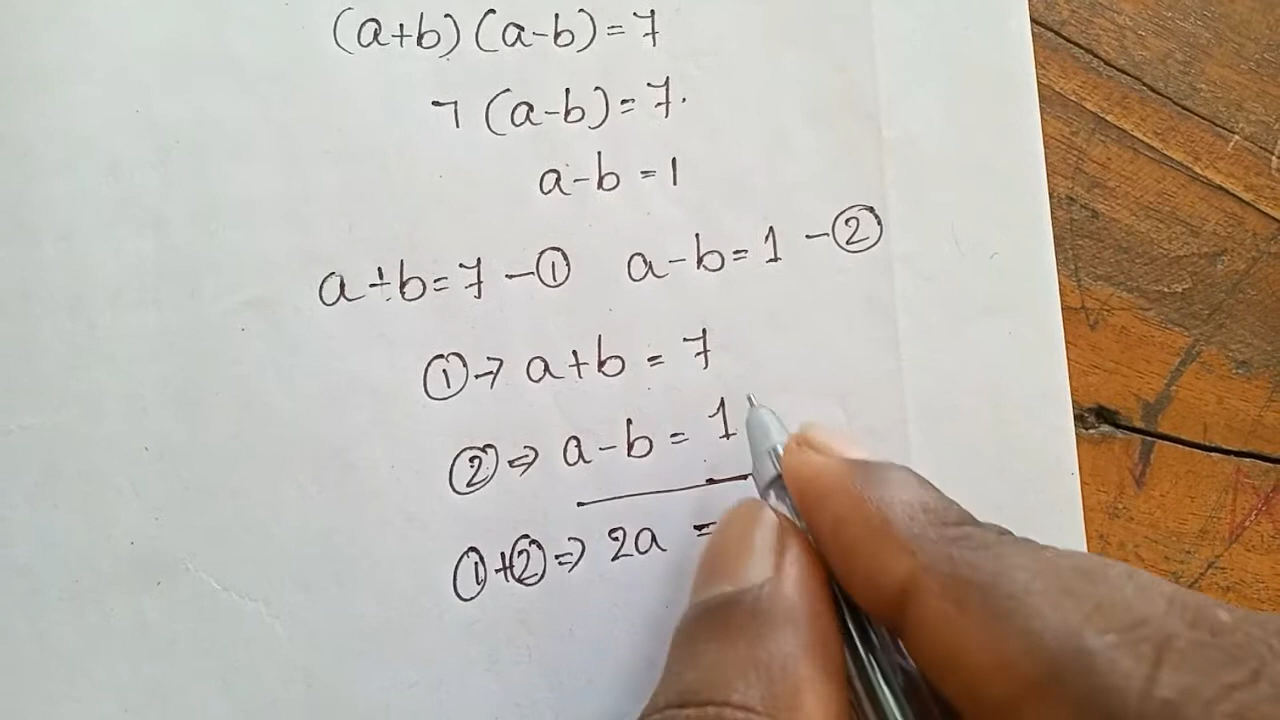 (a+b)(a-b)=7
7(a-b)=7.
a-b=1
a+b=7 -① a-b=1 -②
①→ a+b=7
②⇒ a-b=1
①+②⇒ 2a =